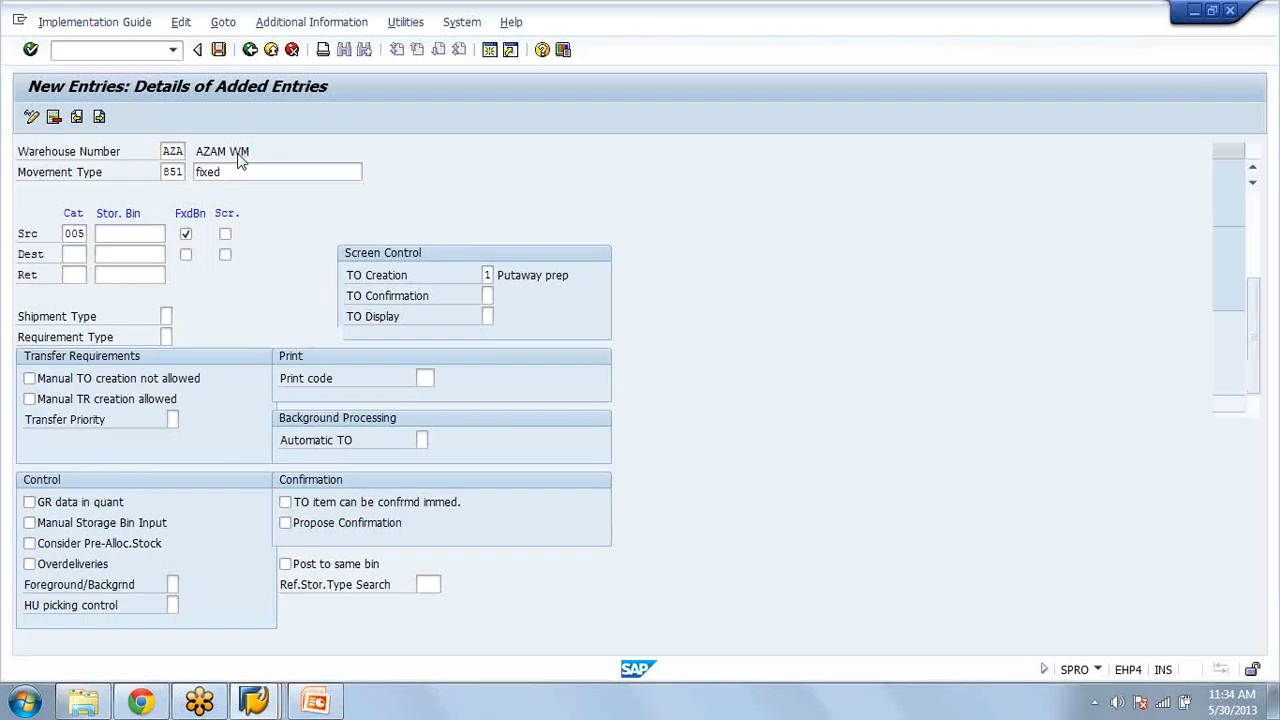 Implementation Guide Edit Goto Additional Information Utilities System Help
New Entries: Details of Added Entries
Warehouse Number AZA AZAM WM
Movement Type 851 fixed
Cat Stor. Bin FxdBn Scr.
Src 005
Dest
Ret
Screen Control
TO Creation 1 Putaway prep
TO Confirmation
TO Display
Shipment Type
Requirement Type
Transfer Requirements
Manual TO creation not allowed
Manual TR creation allowed
Transfer Priority
Print
Print code
Background Processing
Automatic TO
Control
GR data in quant
Manual Storage Bin Input
Consider Pre-Alloc.Stock
Overdeliveries
Foreground/Backgrnd
HU picking control
Confirmation
TO item can be confrmd immed.
Propose Confirmation
Post to same bin
Ref.Stor.Type Search
SAP
SPRO EHP4 INS
11:34 AM
5/30/2013